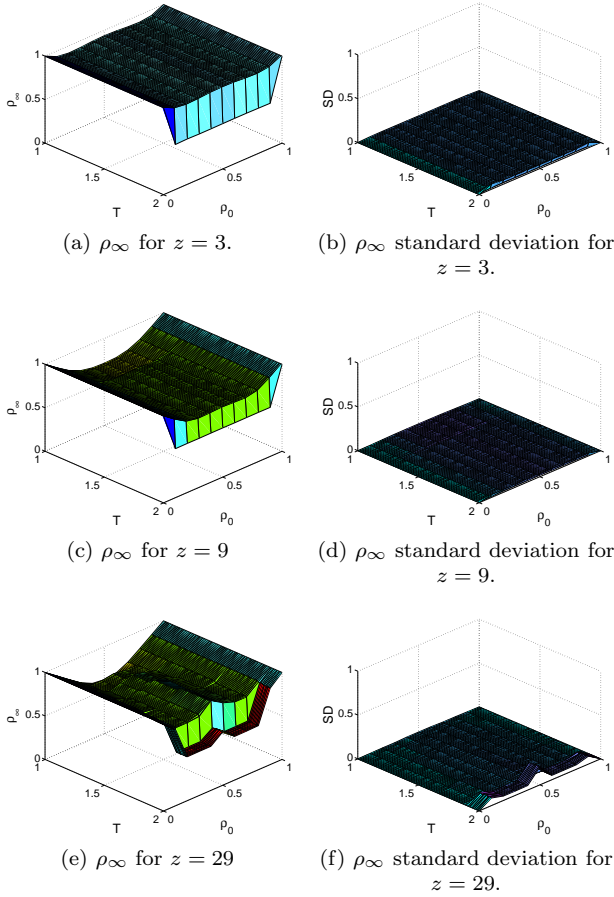 1
0.5
0
ρ∞
1
1.5
2
T
0
0.5
1
ρ0
(a) ρ∞ for z = 3.
1
0.5
0
SD
1
1.5
2
T
0
0.5
1
ρ0
(b) ρ∞ standard deviation for
z = 3.
1
0.5
0
ρ∞
1
1.5
2
T
0
0.5
1
ρ0
(c) ρ∞ for z = 9
1
0.5
0
SD
1
1.5
2
T
0
0.5
1
ρ0
(d) ρ∞ standard deviation for
z = 9.
1
0.5
0
ρ∞
1
1.5
2
T
0
0.5
1
ρ0
(e) ρ∞ for z = 29
1
0.5
0
SD
1
1.5
2
T
0
0.5
1
ρ0
(f) ρ∞ standard deviation for
z = 29.